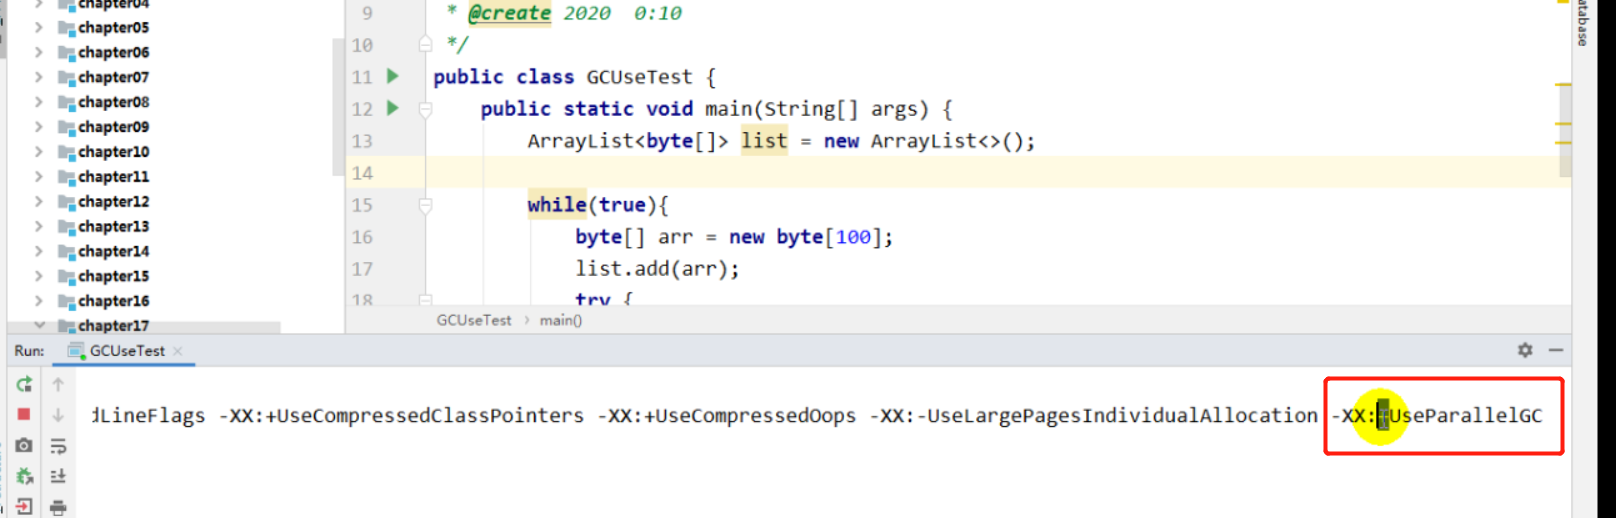 chapter04
chapter05
chapter06
chapter07
chapter08
chapter09
chapter10
chapter11
chapter12
chapter13
chapter14
chapter15
chapter16
chapter17
9 * @create 2020 0:10
10 */
11 public class GCUseTest {
12 public static void main(String[] args) {
13 ArrayList<byte[]> list = new ArrayList<>();
14
15 while(true){
16 byte[] arr = new byte[100];
17 list.add(arr);
18 try {
GCUseTest › main()
atabase
Run: GCUseTest ×
dLineFlags -XX:+UseCompressedClassPointers -XX:+UseCompressedOops -XX:-UseLargePagesIndividualAllocation -XX:+UseParallelGC